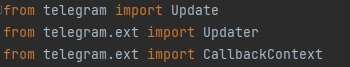 from telegram import Update
from telegram.ext import Updater
from telegram.ext import CallbackContext